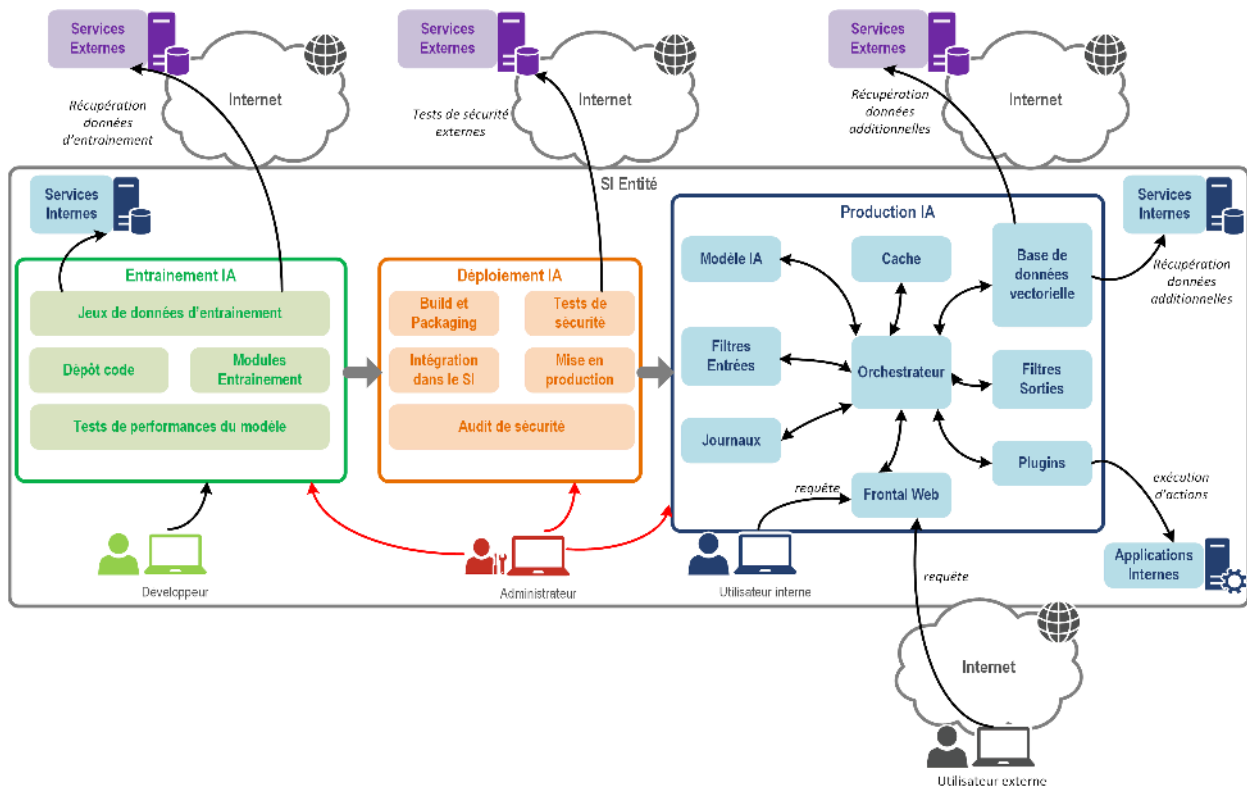 Services
Externes
Internet
Récupération
données
d'entrainement
Services
Externes
Internet
Tests de sécurité
externes
Services
Externes
Internet
Récupération
données
additionnelles
SI Entité
Services
Internes
Entrainement IA
Jeux de données d'entrainement
Dépôt code
Modules
Entrainement
Tests de performances du modèle
Déploiement IA
Build et
Packaging
Tests de
sécurité
Intégration
dans le SI
Mise en
production
Audit de sécurité
Production IA
Modèle IA
Cache
Base de
données
vectorielle
Filtres
Entrées
Orchestrateur
Filtres
Sorties
Journaux
Plugins
Frontal Web
requête
Services
Internes
Récupération
données
additionnelles
exécution
d'actions
Applications
Internes
Developpeur
Administrateur
Utilisateur interne
requête
Internet
Utilisateur externe